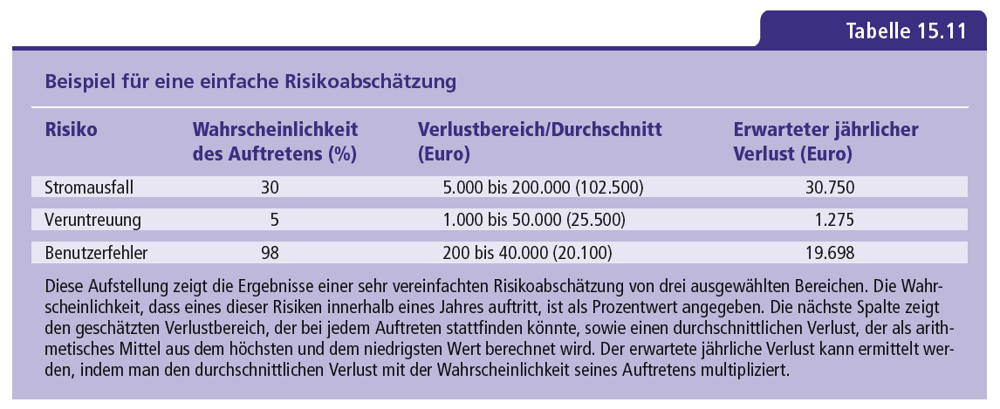 Tabelle 15.11
Beispiel für eine einfache Risikoabschätzung
Risiko Wahrscheinlichkeit des Auftretens (%) Verlustbereich/Durchschnitt (Euro) Erwarteter jährlicher Verlust (Euro)
Stromausfall 30 5.000 bis 200.000 (102.500) 30.750
Veruntreuung 5 1.000 bis 50.000 (25.500) 1.275
Benutzerfehler 98 200 bis 40.000 (20.100) 19.698
Diese Aufstellung zeigt die Ergebnisse einer sehr vereinfachten Risikoabschätzung von drei ausgewählten Bereichen. Die Wahr-
scheinlichkeit, dass eines dieser Risiken innerhalb eines Jahres auftritt, ist als Prozentwert angegeben. Die nächste Spalte zeigt
den geschätzten Verlustbereich, der bei jedem Auftreten stattfinden könnte, sowie einen durchschnittlichen Verlust, der als arith-
metisches Mittel aus dem höchsten und dem niedrigsten Wert berechnet wird. Der erwartete jährliche Verlust kann ermittelt wer-
den, indem man den durchschnittlichen Verlust mit der Wahrscheinlichkeit seines Auftretens multipliziert.